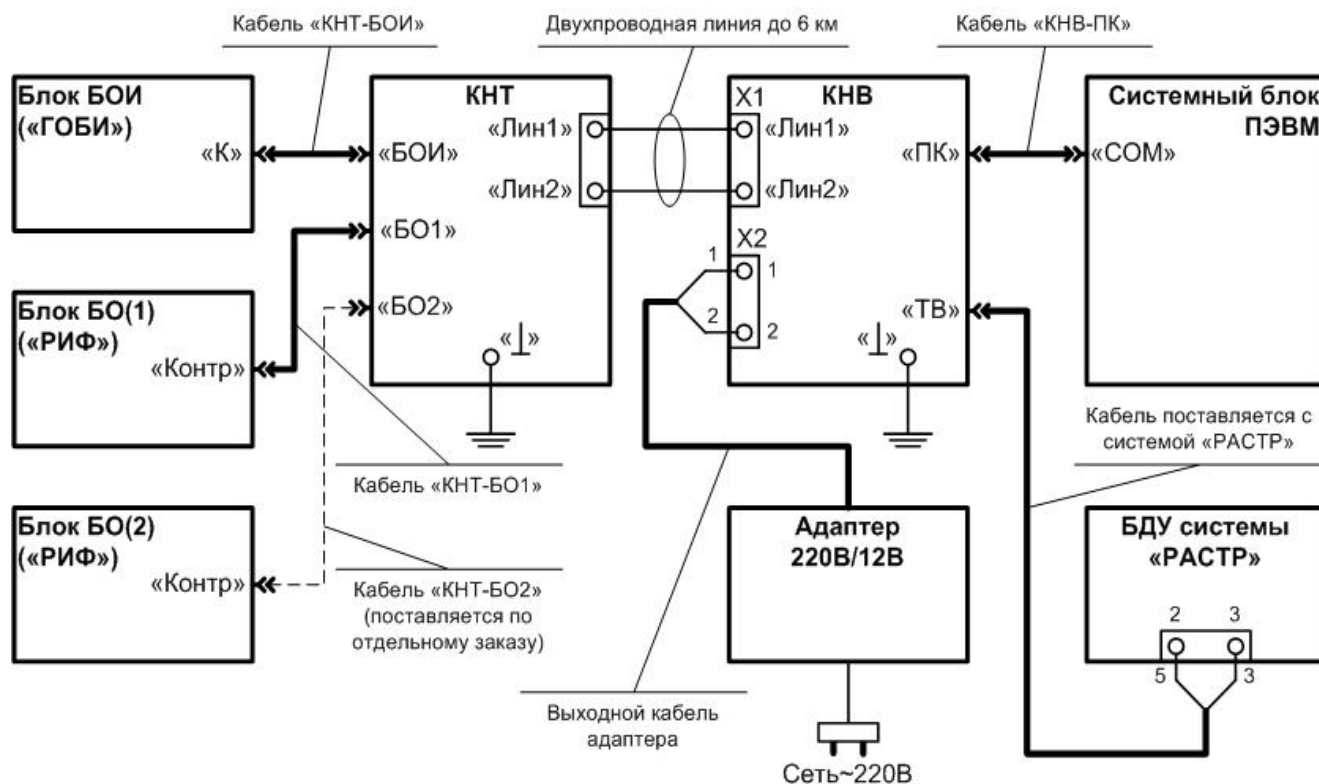 Кабель «КНТ-БОИ»
Двухпроводная линия до 6 км
Кабель «КНВ-ПК»
Блок БОИ
(«ГОБИ»)
«К»
КНТ
«БОИ»
«БО1»
«БО2»
«Лин1»
«Лин2»
«⊥»
X1
КНВ
«Лин1»
«Лин2»
X2
1
1
2
2
«ПК»
«ТВ»
«⊥»
Системный блок
ПЭВМ
«COM»
Блок БО(1)
(«РИФ»)
«Контр»
Кабель «КНТ-БО1»
Кабель поставляется с
системой «РАСТР»
Блок БО(2)
(«РИФ»)
«Контр»
Кабель «КНТ-БО2»
(поставляется по
отдельному заказу)
Адаптер
220В/12В
БДУ системы
«РАСТР»
2
3
5
3
Выходной кабель
адаптера
Сеть~220В